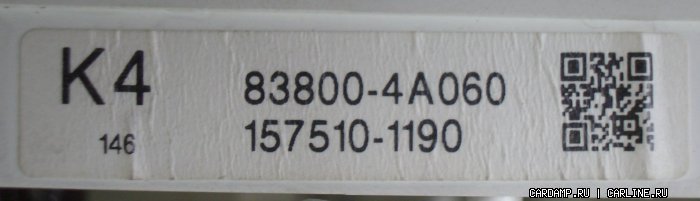 K4
83800-4A060
146
157510-1190
CARDAMP.RU | CARLINE.RU